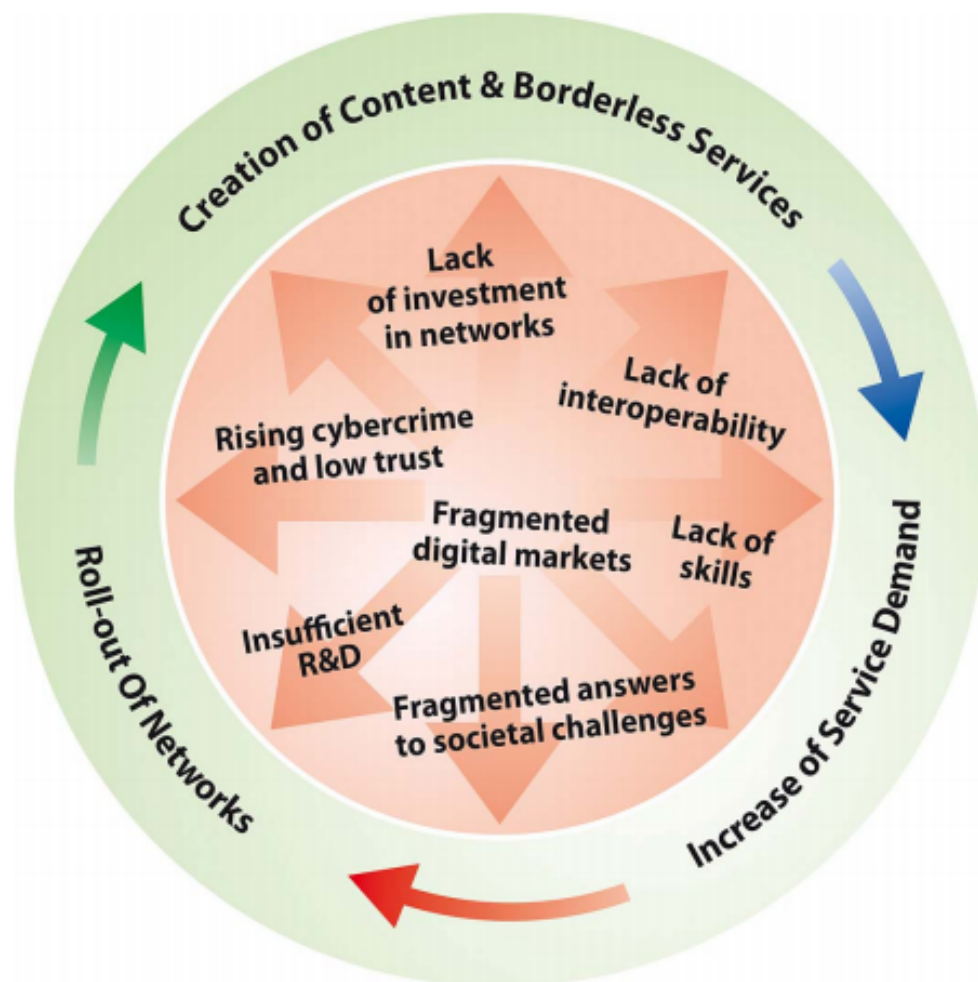 Creation of Content & Borderless Services
Lack
of investment
in networks
Lack of
interoperability
Rising cybercrime
and low trust
Fragmented
digital markets
Lack of
skills
Insufficient
R&D
Fragmented answers
to societal challenges
Increase of Service Demand
Roll-out Of Networks